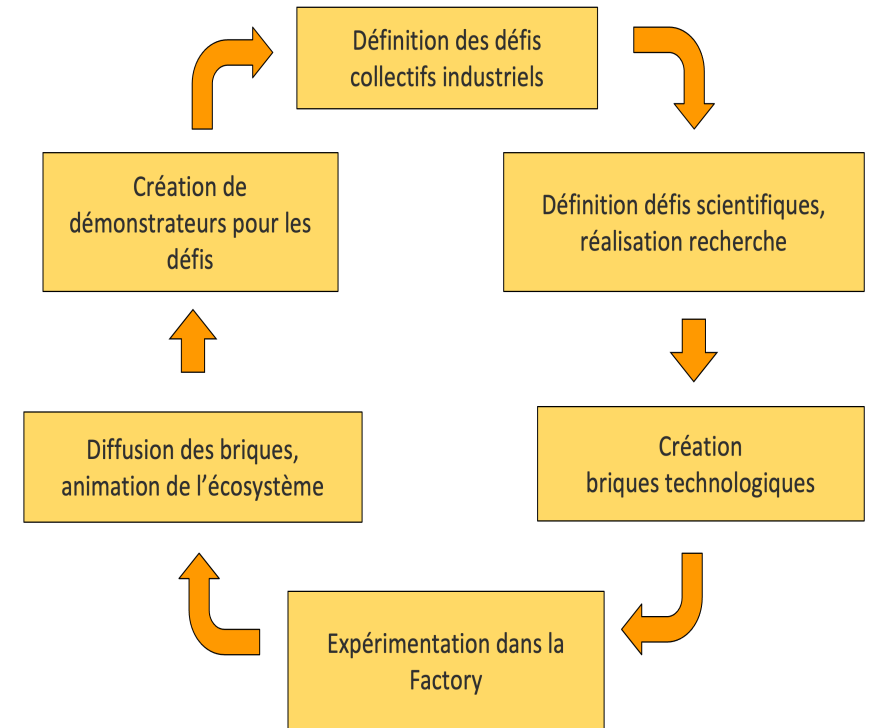 Définition des défis
collectifs industriels
Définition défis scientifiques,
réalisation recherche
Création
briques technologiques
Expérimentation dans la
Factory
Diffusion des briques,
animation de l’écosystème
Création de
démonstrateurs pour les
défis